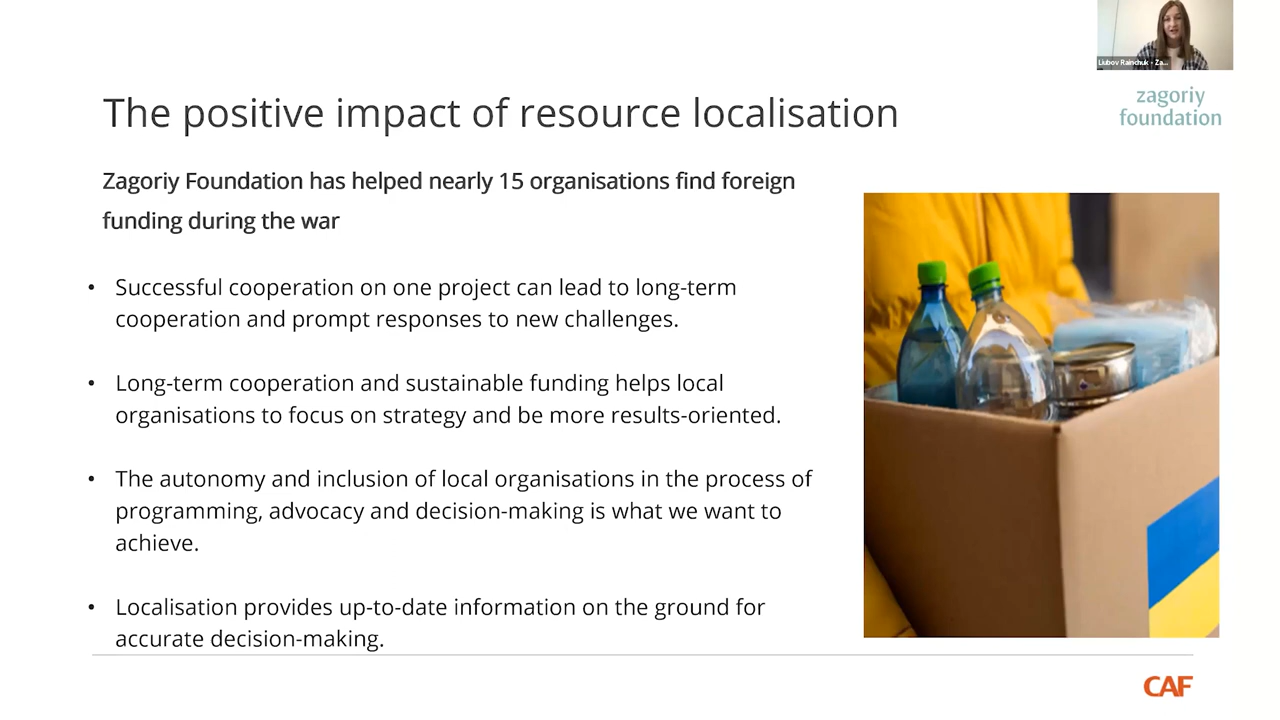 Liubov Rainchuk - Za...
zagoriy
foundation
The positive impact of resource localisation
Zagoriy Foundation has helped nearly 15 organisations find foreign
funding during the war
• Successful cooperation on one project can lead to long-term
cooperation and prompt responses to new challenges.
• Long-term cooperation and sustainable funding helps local
organisations to focus on strategy and be more results-oriented.
• The autonomy and inclusion of local organisations in the process of
programming, advocacy and decision-making is what we want to
achieve.
• Localisation provides up-to-date information on the ground for
accurate decision-making.
CAF